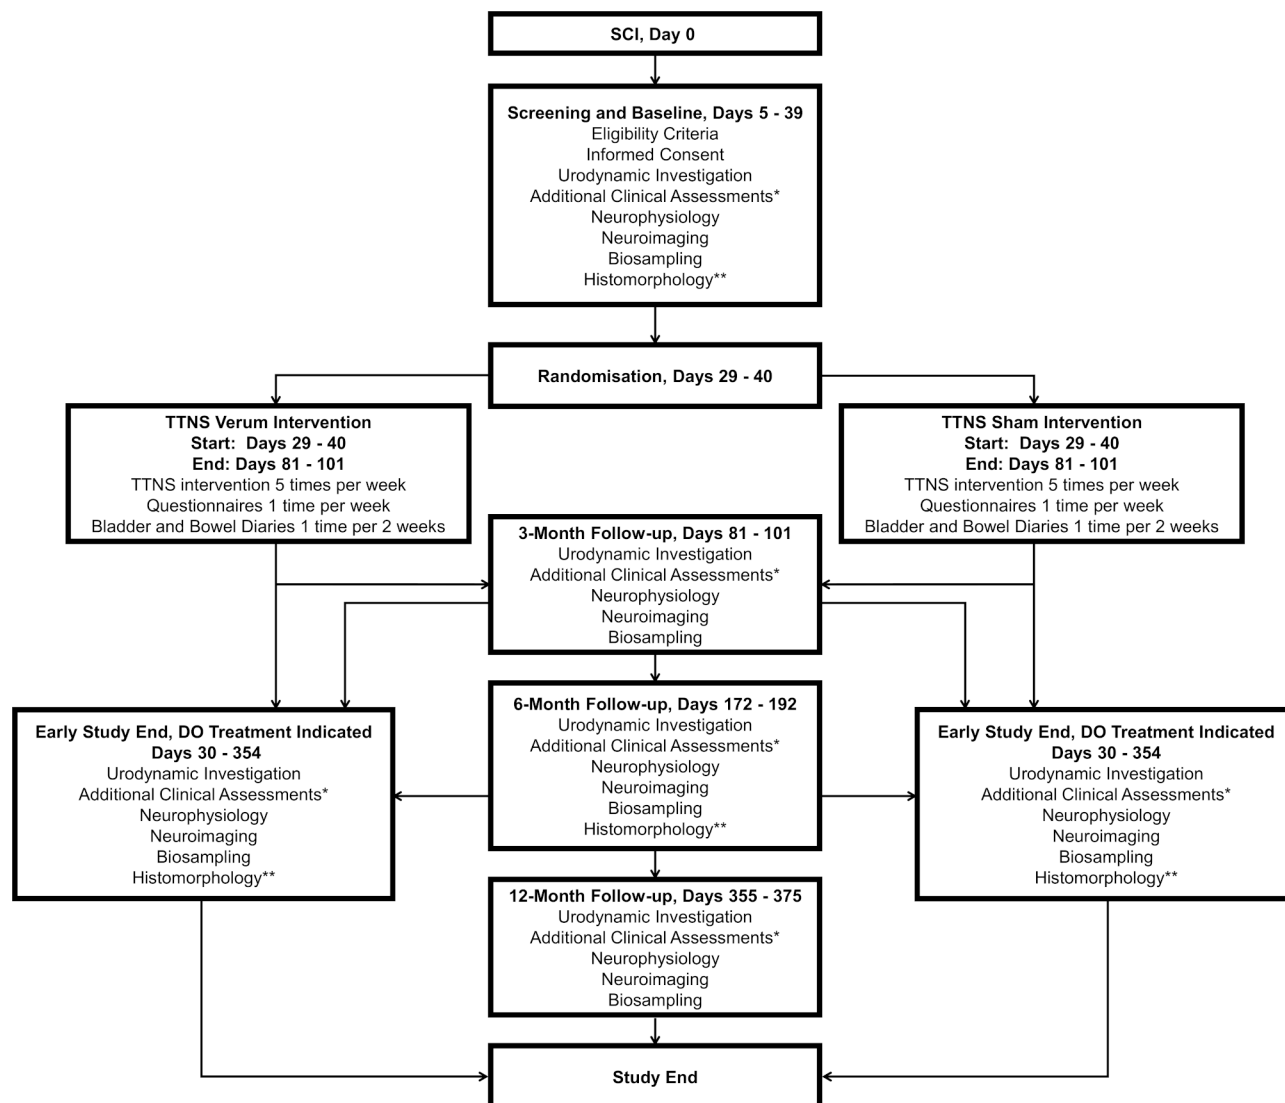 SCI, Day 0
Screening and Baseline, Days 5 - 39
Eligibility Criteria
Informed Consent
Urodynamic Investigation
Additional Clinical Assessments*
Neurophysiology
Neuroimaging
Biosampling
Histomorphology**
Randomisation, Days 29 - 40
TTNS Verum Intervention
Start: Days 29 - 40
End: Days 81 - 101
TTNS intervention 5 times per week
Questionnaires 1 time per week
Bladder and Bowel Diaries 1 time per 2 weeks
TTNS Sham Intervention
Start: Days 29 - 40
End: Days 81 - 101
TTNS intervention 5 times per week
Questionnaires 1 time per week
Bladder and Bowel Diaries 1 time per 2 weeks
3-Month Follow-up, Days 81 - 101
Urodynamic Investigation
Additional Clinical Assessments*
Neurophysiology
Neuroimaging
Biosampling
Early Study End, DO Treatment Indicated
Days 30 - 354
Urodynamic Investigation
Additional Clinical Assessments*
Neurophysiology
Neuroimaging
Biosampling
Histomorphology**
6-Month Follow-up, Days 172 - 192
Urodynamic Investigation
Additional Clinical Assessments*
Neurophysiology
Neuroimaging
Biosampling
Histomorphology**
Early Study End, DO Treatment Indicated
Days 30 - 354
Urodynamic Investigation
Additional Clinical Assessments*
Neurophysiology
Neuroimaging
Biosampling
Histomorphology**
12-Month Follow-up, Days 355 - 375
Urodynamic Investigation
Additional Clinical Assessments*
Neurophysiology
Neuroimaging
Biosampling
Study End